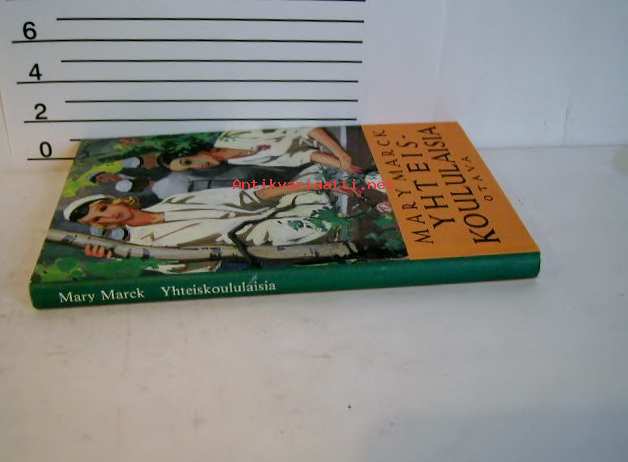 6
4
2
0
Antikvariaatti.net
MARY MARCK
YHTEIS-
KOULULAISIA
OTAVA
Mary Marck Yhteiskoululaisia